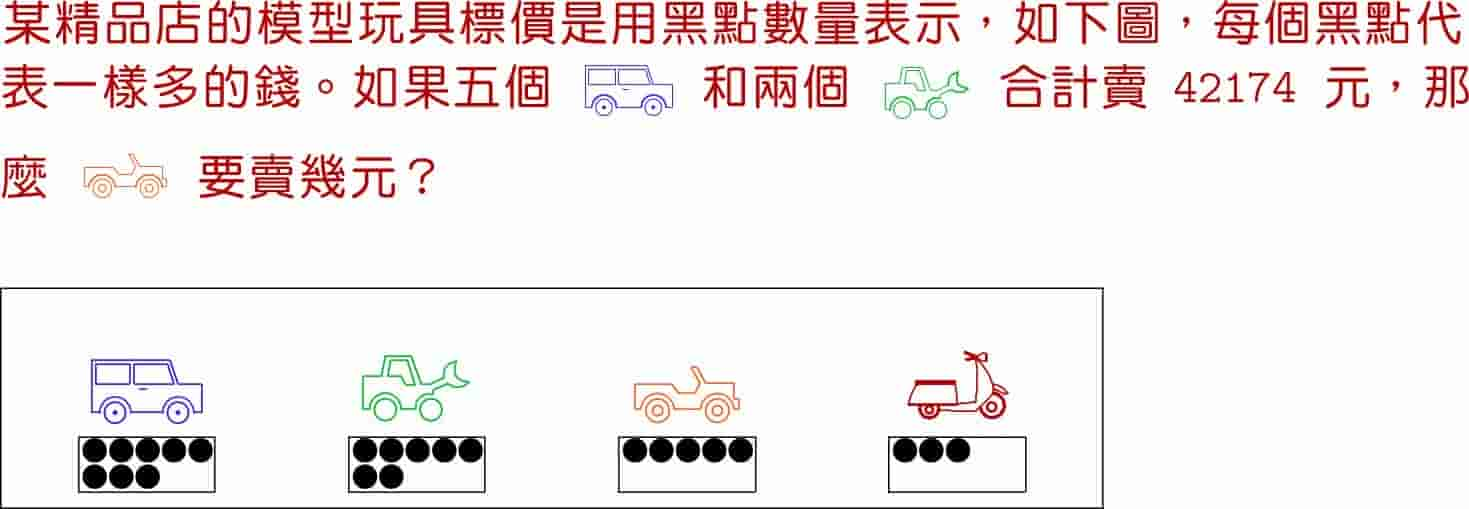 某精品店的模型玩具標價是用黑點數量表示，如下圖，每個黑點代
表一樣多的錢。如果五個 和兩個 合計賣 42174 元，那
麼 要賣幾元？